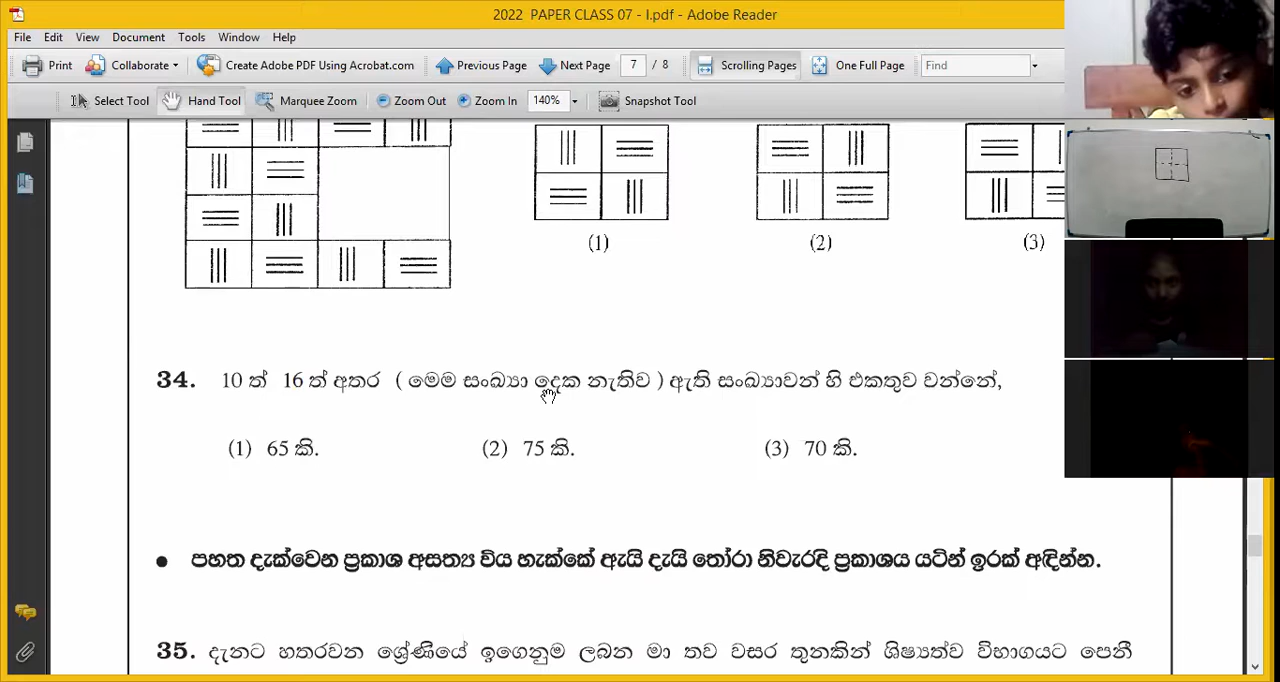 2022 PAPER CLASS 07 - I.pdf - Adobe Reader
File Edit View Document Tools Window Help
Print Collaborate Create Adobe PDF Using Acrobat.com Previous Page Next Page 7 / 8 Scrolling Pages One Full Page Find
Select Tool Hand Tool Marquee Zoom Zoom Out Zoom In 140% Snapshot Tool
(1) (2) (3)
34. 10 ත් 16 ත් අතර ( මෙම සංඛ්‍යා දෙක නැතිව ) ඇති සංඛ්‍යාවන් හි එකතුව වන්නේ,
(1) 65 කි. (2) 75 කි. (3) 70 කි.
● පහත දැක්වෙන ප්‍රකාශ අසත්‍ය විය හැක්කේ ඇයි දැයි තෝරා නිවැරදි ප්‍රකාශය යටින් ඉරක් අඳින්න.
35. දැනට හතරවන ශ්‍රේණියේ ඉගෙනුම ලබන මා තව වසර තුනකින් ශිෂ්‍යත්ව විභාගයට පෙනී